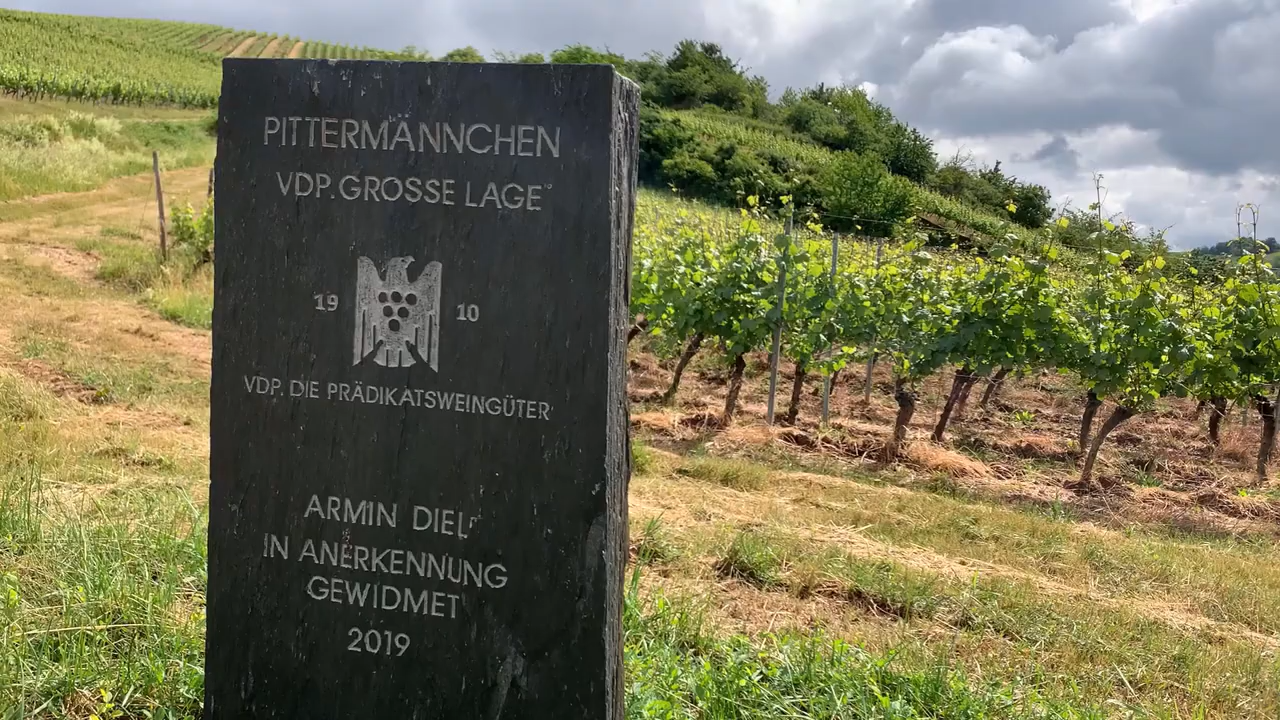 PITTERMÄNNCHEN
VDP.GROSSE LAGE®
19 10
VDP. DIE PRÄDIKATSWEINGÜTER
ARMIN DIEL
IN ANERKENNUNG
GEWIDMET
2019